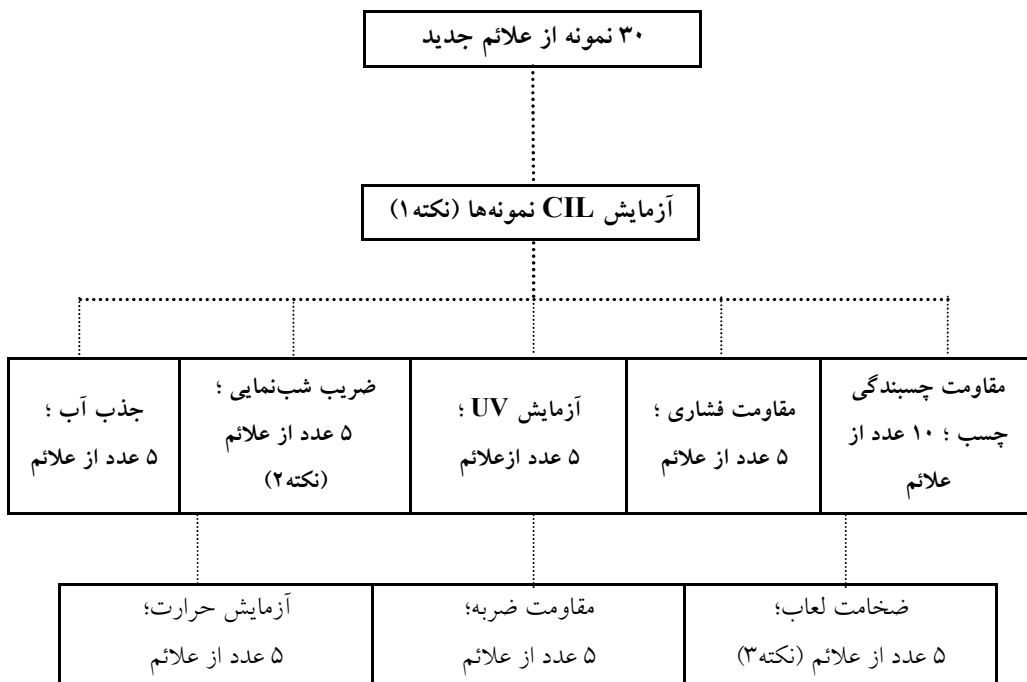 ۳۰ نمونه از علائم جدید
آزمایش CIL نمونه‌ها (نکته۱)
مقاومت چسبندگی
چسب ؛ ۱۰ عدد از
علائم
مقاومت فشاری ؛
۵ عدد از علائم
آزمایش UV ؛
۵ عدد ازعلائم
ضریب شب‌نمایی ؛
۵ عدد از علائم
(نکته۲)
جذب آب ؛
۵ عدد از علائم
ضخامت لعاب؛
۵ عدد از علائم (نکته۳)
مقاومت ضربه؛
۵ عدد از علائم
آزمایش حرارت؛
۵ عدد از علائم